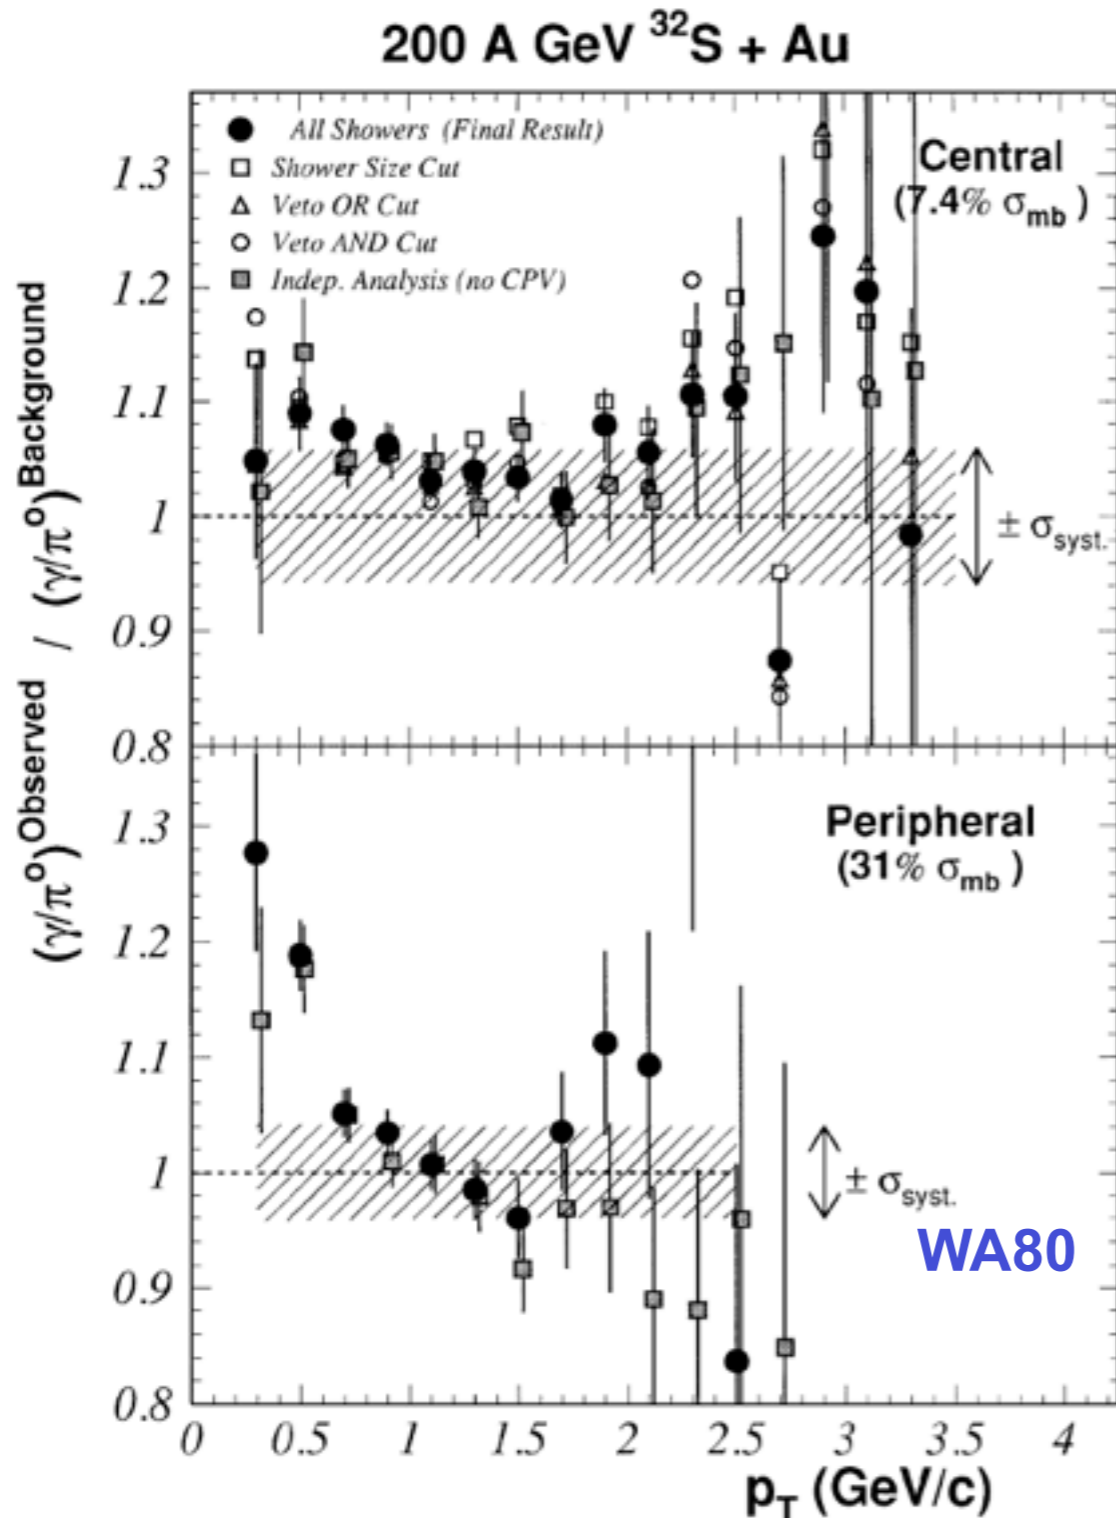 200 A GeV ³²S + Au
All Showers (Final Result)
Shower Size Cut
Veto OR Cut
Veto AND Cut
Indep. Analysis (no CPV)
Central
(7.4% σmb )
1.3
1.2
1.1
1
0.9
0.8
± σsyst.
(γ/π⁰)Observed / (γ/π⁰)Background
Peripheral
(31% σmb )
1.3
1.2
1.1
1
0.9
0.8
± σsyst.
WA80
0 0.5 1 1.5 2 2.5 3 3.5 4
pT (GeV/c)